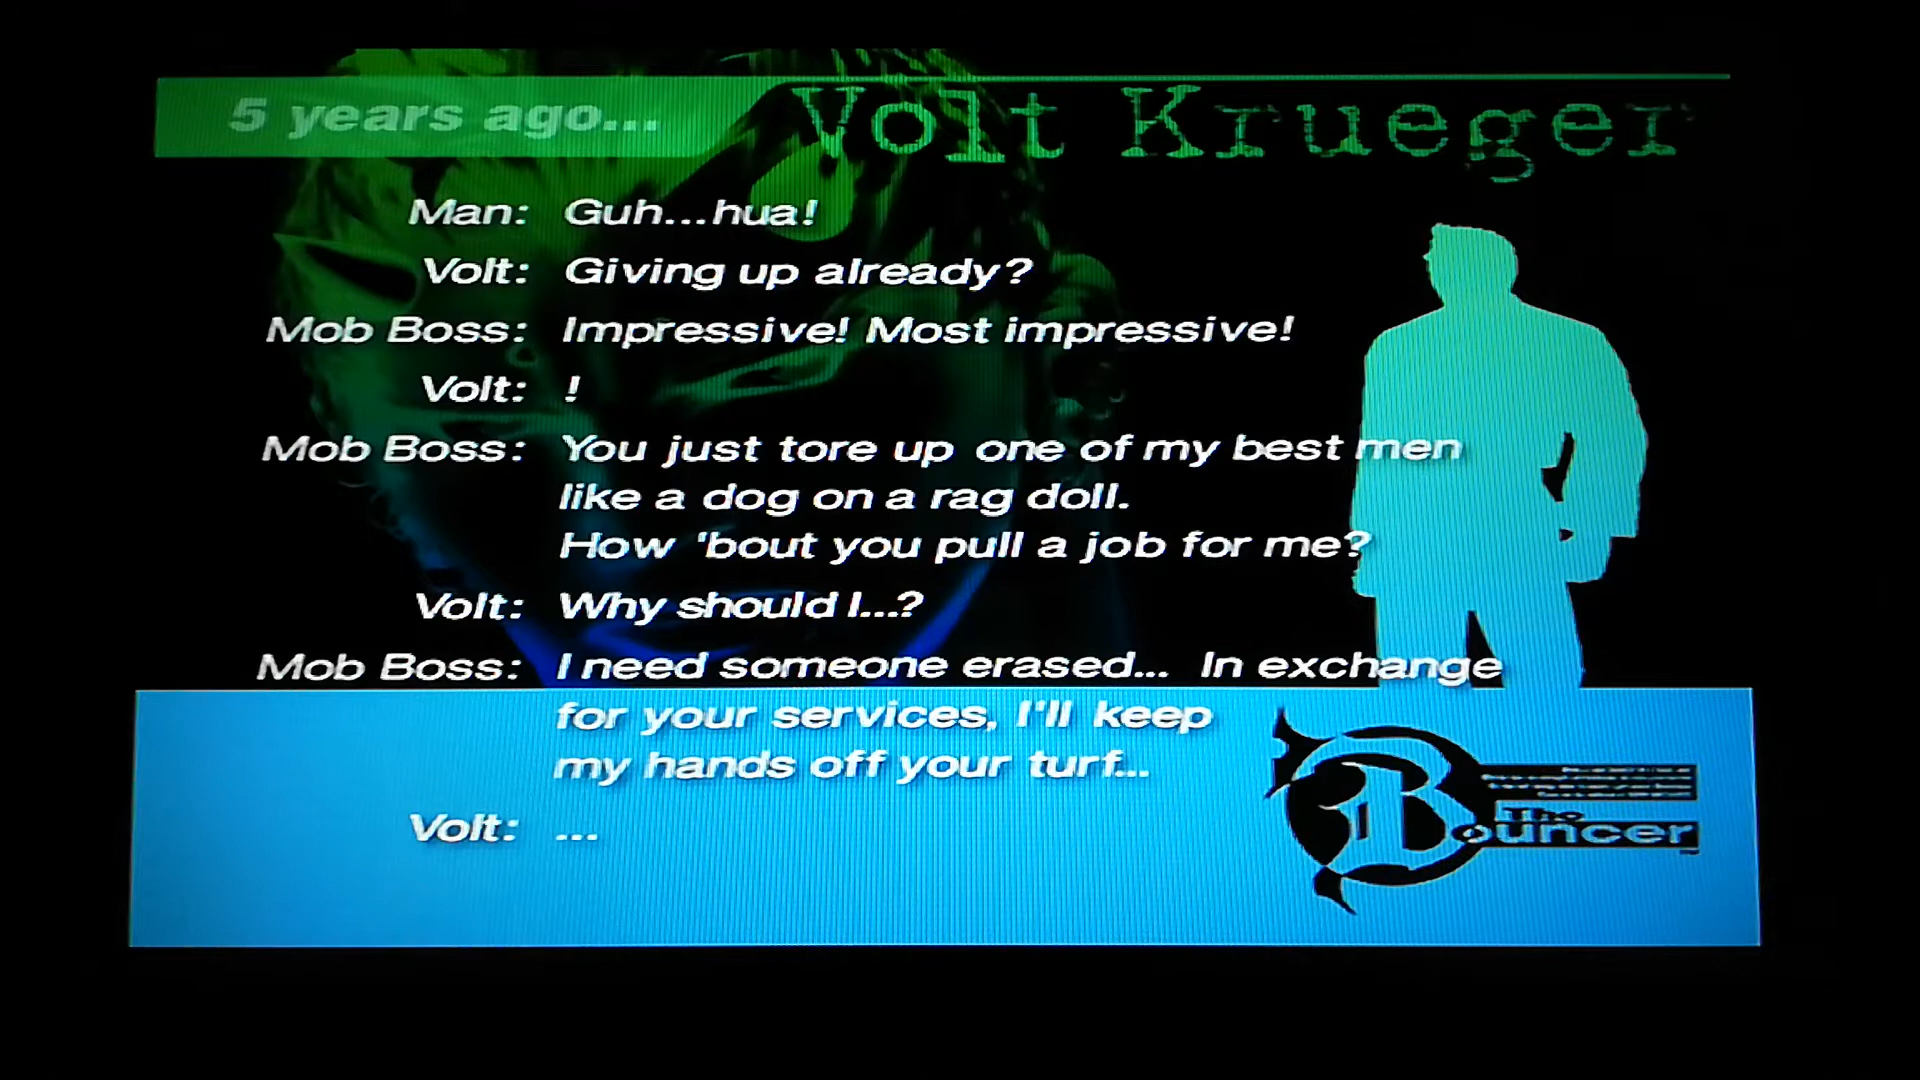 5 years ago...
Volt Krueger
Man: Guh...hua!
Volt: Giving up already?
Mob Boss: Impressive! Most impressive!
Volt: !
Mob Boss: You just tore up one of my best men
like a dog on a rag doll.
How 'bout you pull a job for me?
Volt: Why should I...?
Mob Boss: I need someone erased... In exchange
for your services, I'll keep
my hands off your turf...
Volt: ...
The
Bouncer